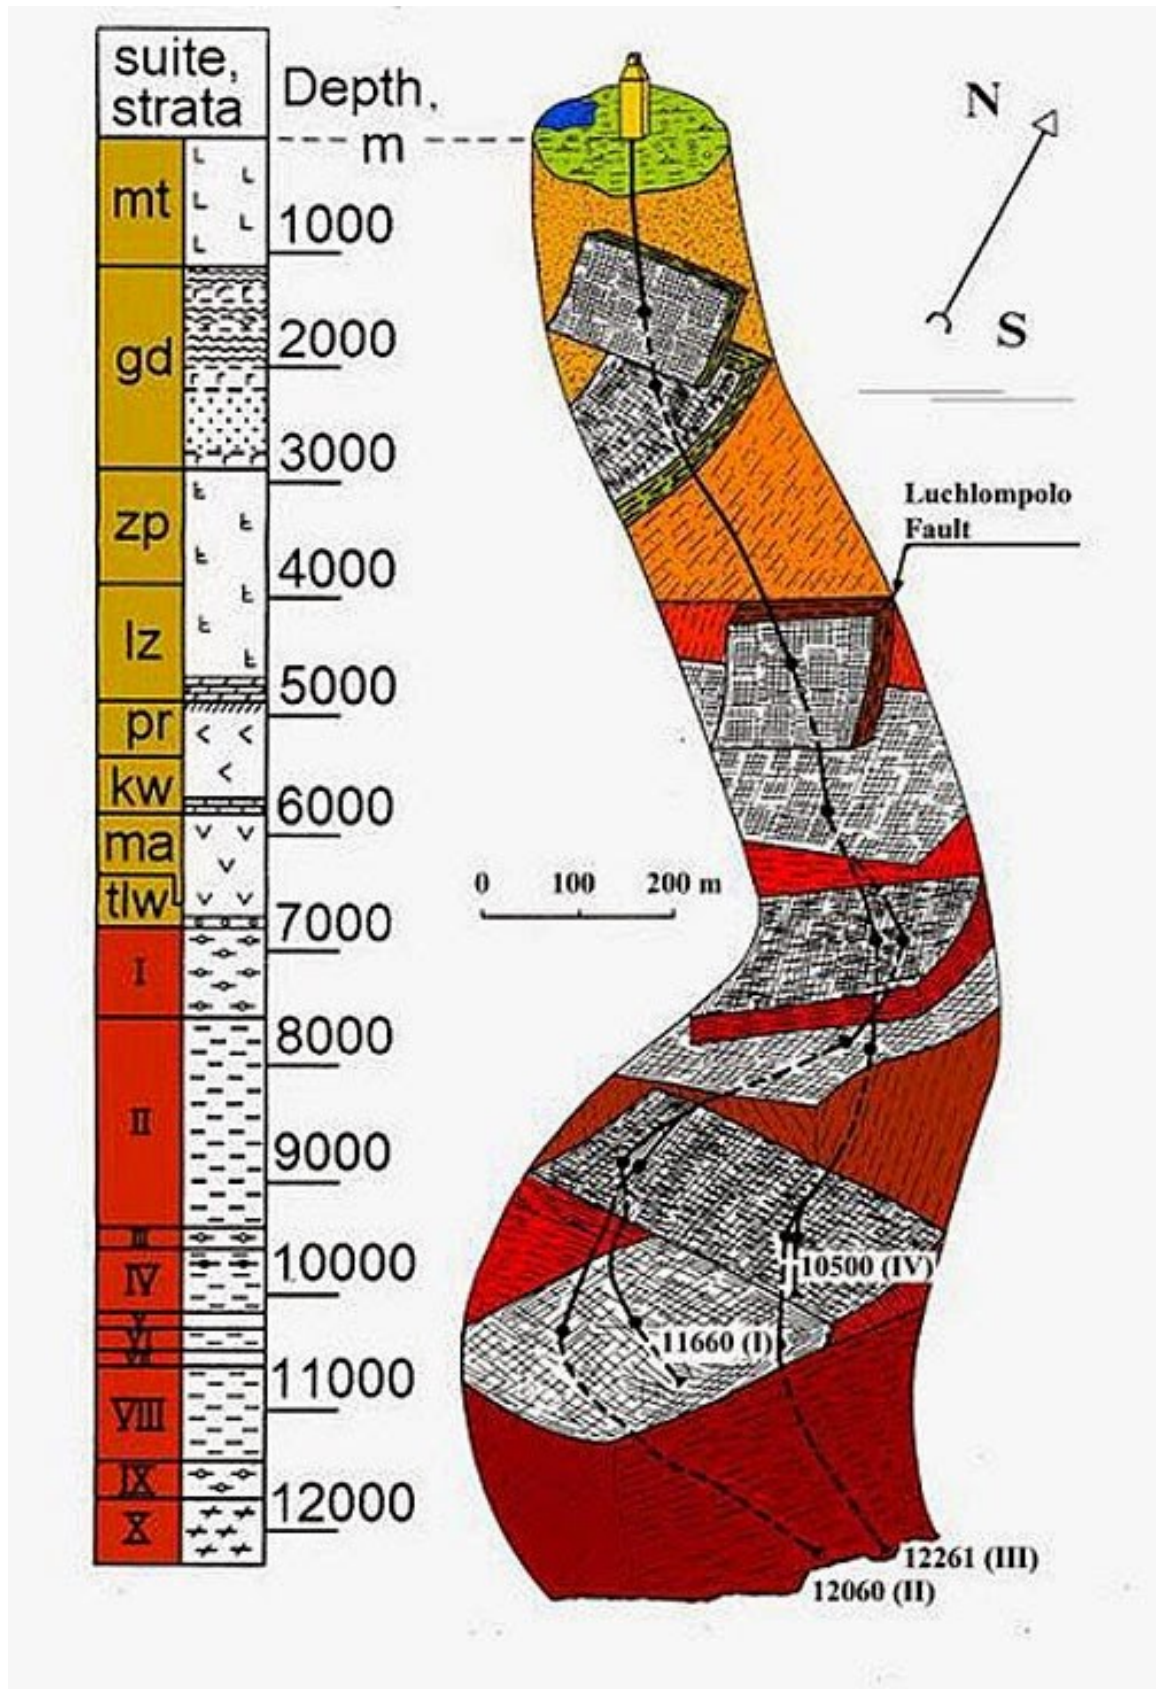 suite,
strata
Depth,
m
N
S
mt
1000
gd
2000
3000
zp
4000
lz
5000
pr
kw
6000
ma
tlw
7000
I
8000
II
9000
III
10000
IV
V
VI
VII
11000
VIII
IX
12000
X
Luchlompolo
Fault
0 100 200 m
10500 (IV)
11660 (I)
12261 (III)
12060 (II)